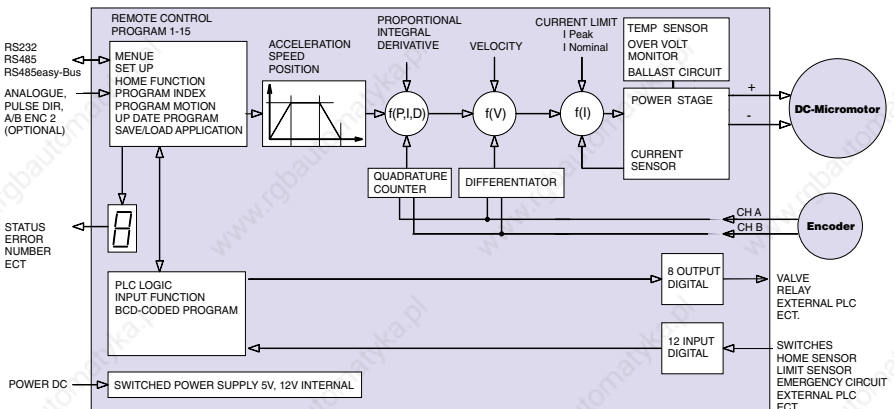 REMOTE CONTROL
PROGRAM 1-15
RS232
RS485
RS485easy-Bus
ANALOGUE,
PULSE DIR,
A/B ENC 2
(OPTIONAL)
MENUE
SET UP
HOME FUNCTION
PROGRAM INDEX
PROGRAM MOTION
UP DATE PROGRAM
SAVE/LOAD APPLICATION
ACCELERATION
SPEED
POSITION
PROPORTIONAL
INTEGRAL
DERIVATIVE
f(P,I,D)
VELOCITY
f(V)
CURRENT LIMIT
I Peak
I Nominal
f(I)
TEMP SENSOR
OVER VOLT
MONITOR
BALLAST CIRCUIT
POWER STAGE
CURRENT
SENSOR
+
-
DC-Micromotor
QUADRATURE
COUNTER
DIFFERENTIATOR
CH A
CH B
Encoder
8
STATUS
ERROR
NUMBER
ECT
PLC LOGIC
INPUT FUNCTION
BCD-CODED PROGRAM
8 OUTPUT
DIGITAL
VALVE
RELAY
EXTERNAL PLC
ECT.
12 INPUT
DIGITAL
SWITCHES
HOME SENSOR
LIMIT SENSOR
EMERGENCY CIRCUIT
EXTERNAL PLC
ECT
POWER DC
SWITCHED POWER SUPPLY 5V, 12V INTERNAL
www.rgbautomatyka.pl